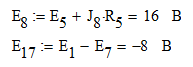 E₈ := E₅ + J₈·R₅ = 16 В
E₁₇ := E₁ − E₇ = −8 В